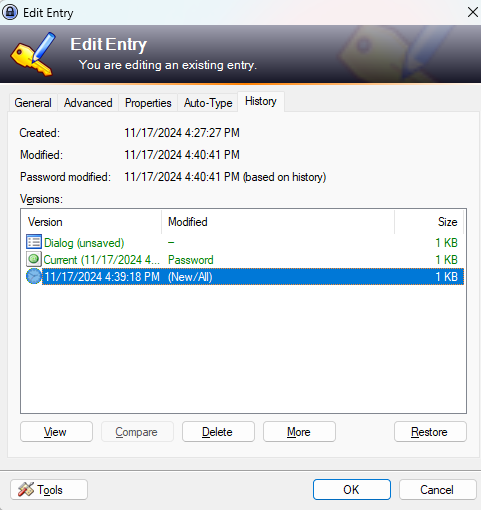 Edit Entry
Edit Entry
You are editing an existing entry.
General Advanced Properties Auto-Type History
Created: 11/17/2024 4:27:27 PM
Modified: 11/17/2024 4:40:41 PM
Password modified: 11/17/2024 4:40:41 PM (based on history)
Versions:
Version Modified Size
Dialog (unsaved) – 1 KB
Current (11/17/2024 4... Password 1 KB
11/17/2024 4:39:18 PM (New/All) 1 KB
View Compare Delete More Restore
Tools OK Cancel